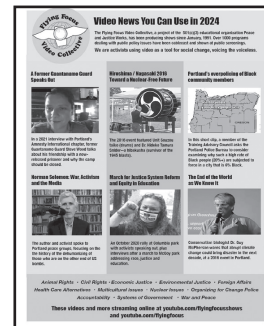 Flying Focus
Video Collective
Video News You Can Use in 2024
The Flying Focus Video Collective, a project of the 501(c)(3) educational organization Peace
and Justice Works, has been producing shows since January, 1991. Over 1000 programs
dealing with public policy issues have been cablecast and shown at public screenings.
We are activists using video as a tool for social change, voicing the voiceless.
A Former Guantanamo Guard
Speaks Out
In a 2021 interview with Portland's
Amnesty International chapter, former
Guantanamo Guard Steve Wood talks
about his friendship with a now-
released prisoner and why the camp
should be closed.
Hiroshima / Nagasaki 2016
Toward a Nuclear-Free Future
The 2016 event featured Unit Souzou
taiko (drums) and Dr. Hideko Tamura
Snider—a Hibakusha (survivor of the
1945 blasts).
Portland's overpolicing of Black
community members
In this short clip, a member of the
Training Advisory Council asks the
Portland Police Bureau to consider
examining why such a high rate of
Black people (30%+) are subjected to
force in a city that is 6% Black.
Norman Solomon: War, Activism
and the Media
The author and activist spoke to
Portland peace groups, focusing on
the history of the dehumanizing of
those who are on the other end of US
bombs.
March for Justice System Reform
and Equity in Education
An October 2020 rally at Columbia park
with activists speaking out, plus
interviews after a march to Kenton park
addressing race, justice and
education.
The End of the World
as We Know It
Conservation biologist Dr. Guy
McPherson warns that abrupt climate
change could bring disaster in the next
decade, at a 2019 event in Portland.
Animal Rights • Civil Rights • Economic Justice • Environmental Justice • Foreign Affairs
Health Care Alternatives • Multicultural Issues • Nuclear Issues • Organizing for Change Policy
Accountability • Systems of Government • War and Peace
These videos and more streaming online at youtube.com/flyingfocusshows
and youtube.com/flyingfocus